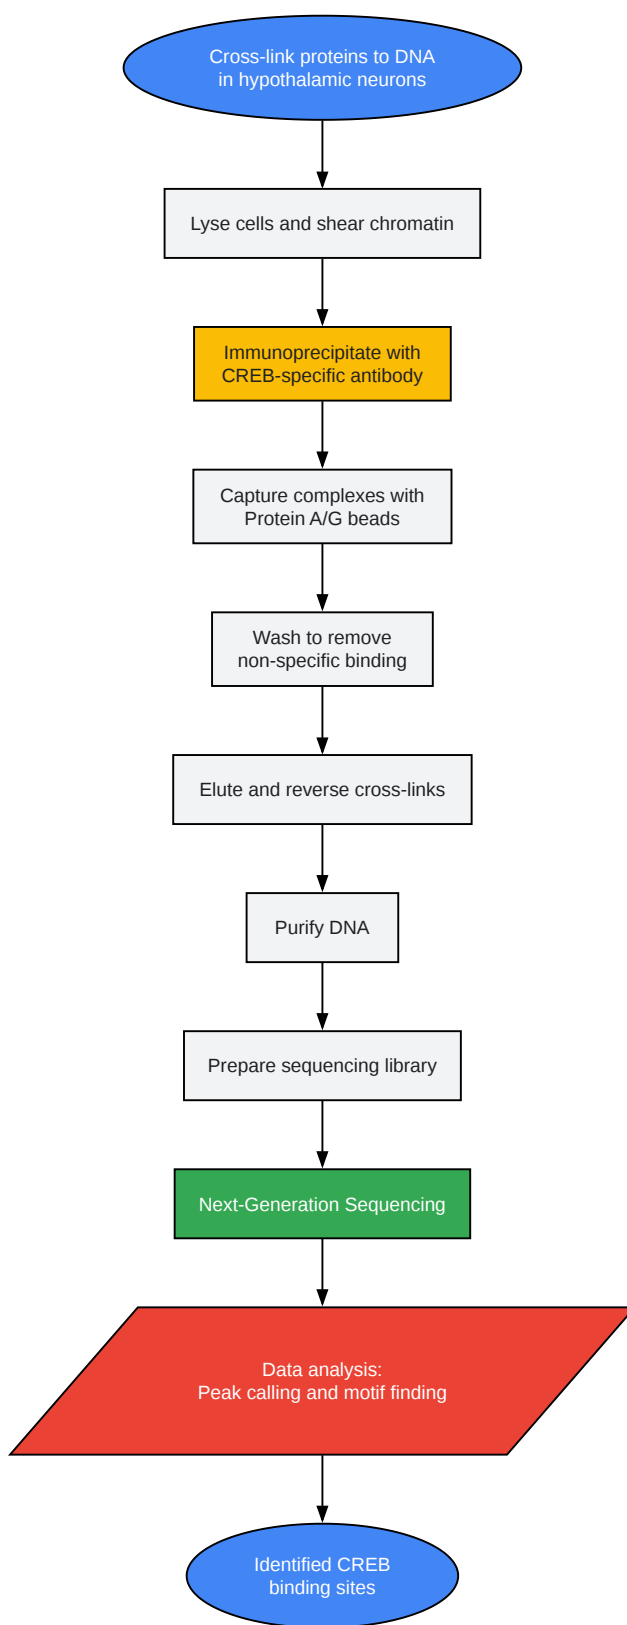 Cross-link proteins to DNA
in hypothalamic neurons
Lyse cells and shear chromatin
Immunoprecipitate with
CREB-specific antibody
Capture complexes with
Protein A/G beads
Wash to remove
non-specific binding
Elute and reverse cross-links
Purify DNA
Prepare sequencing library
Next-Generation Sequencing
Data analysis:
Peak calling and motif finding
Identified CREB
binding sites